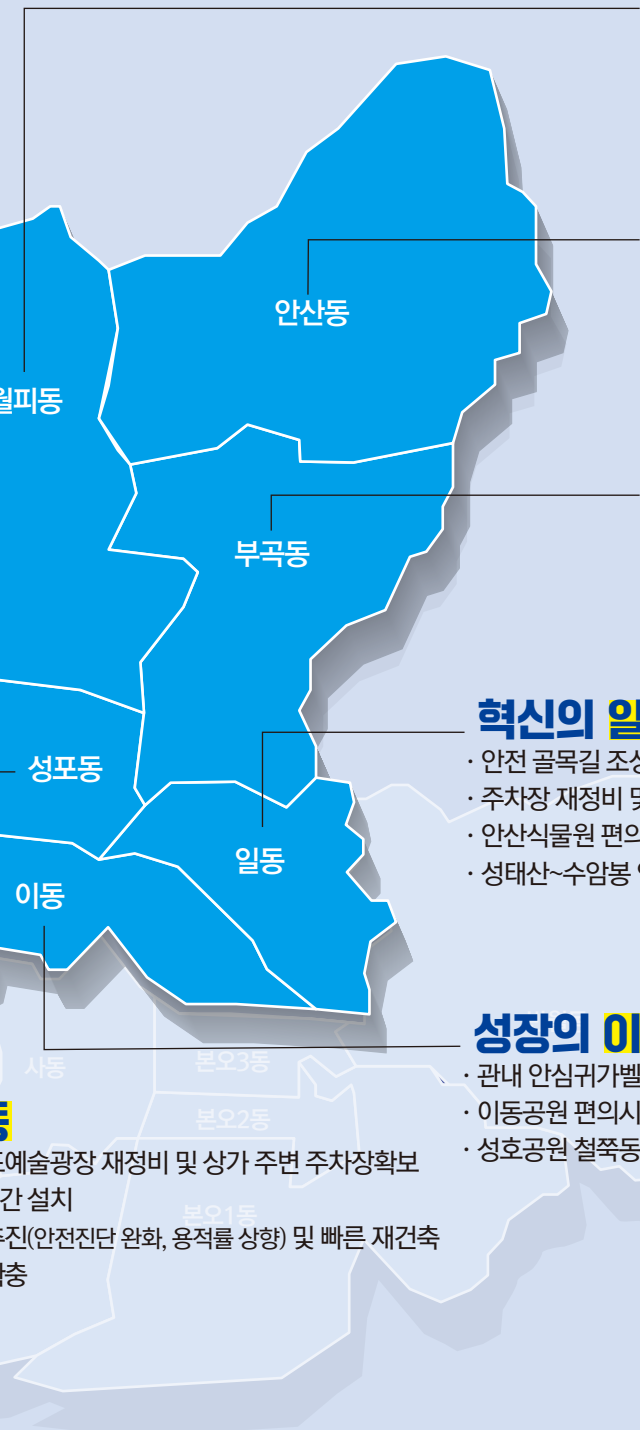 안산동
월피동
부곡동
성포동
일동
이동
혁신의 일
· 안전 골목길 조성
· 주차장 재정비 및
· 안산식물원 편의
· 성태산~수암봉
성장의 이
· 관내 안심귀가벨
· 이동공원 편의시
· 성호공원 철쭉동
사동
본오3동
본오2동
본오1동
동
예술광장 재정비 및 상가 주변 주차장확보
간 설치
추진(안전진단 완화, 용적률 상향) 및 빠른 재건축
확충